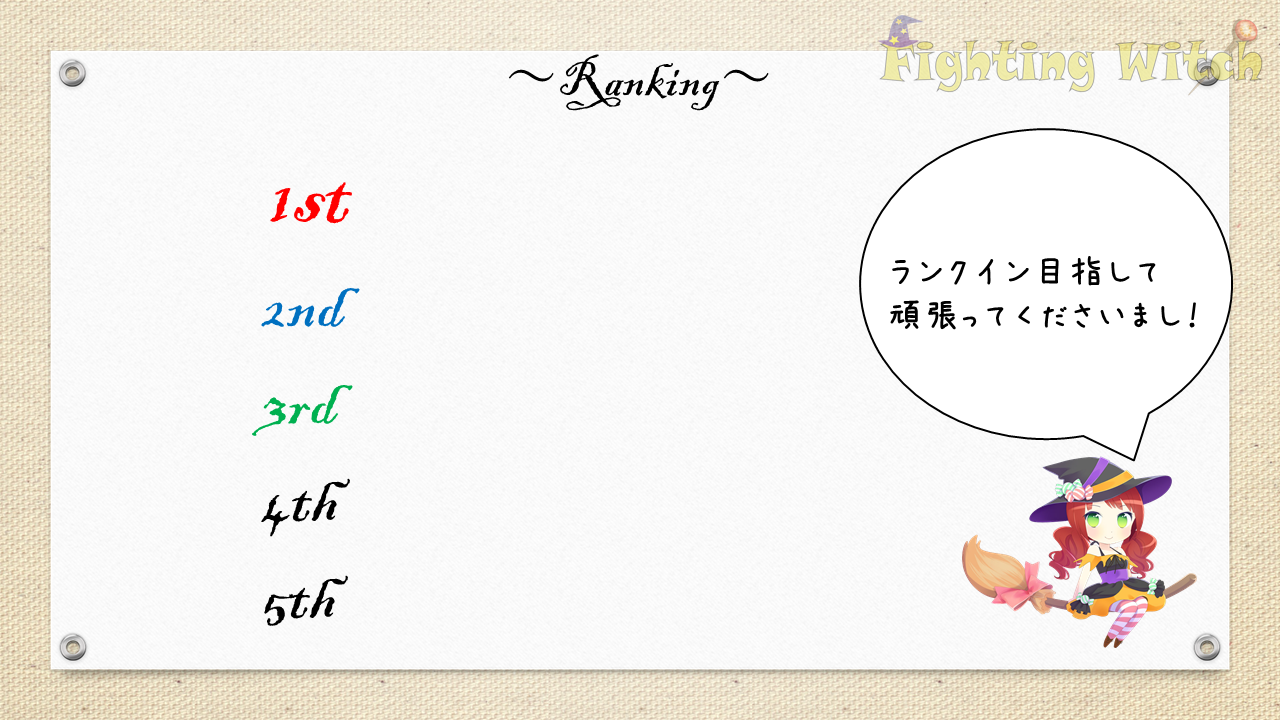 Fighting Witch
~Ranking~
1st
2nd
3rd
4th
5th
ランクイン目指して
頑張ってくださいまし！